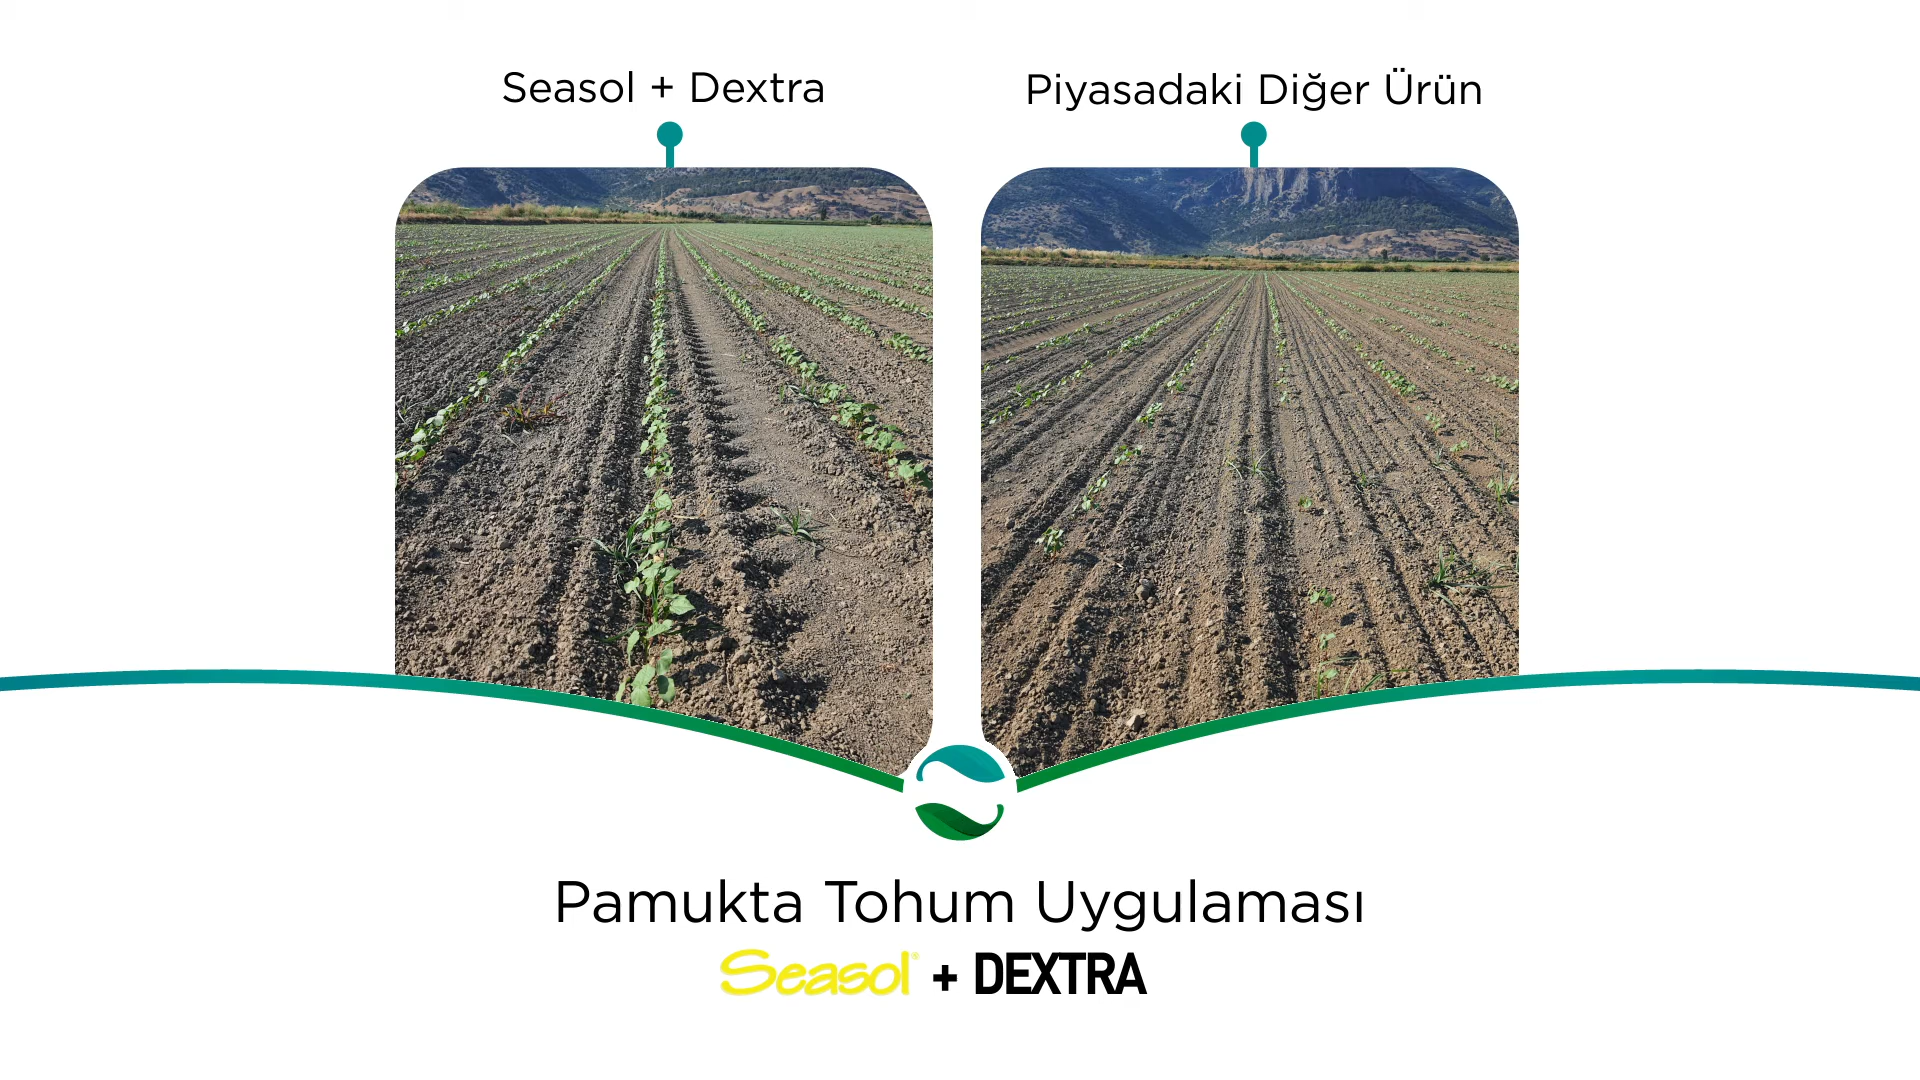 Seasol + Dextra
Piyasadaki Diğer Ürün
Pamukta Tohum Uygulaması
Seasol® + DEXTRA